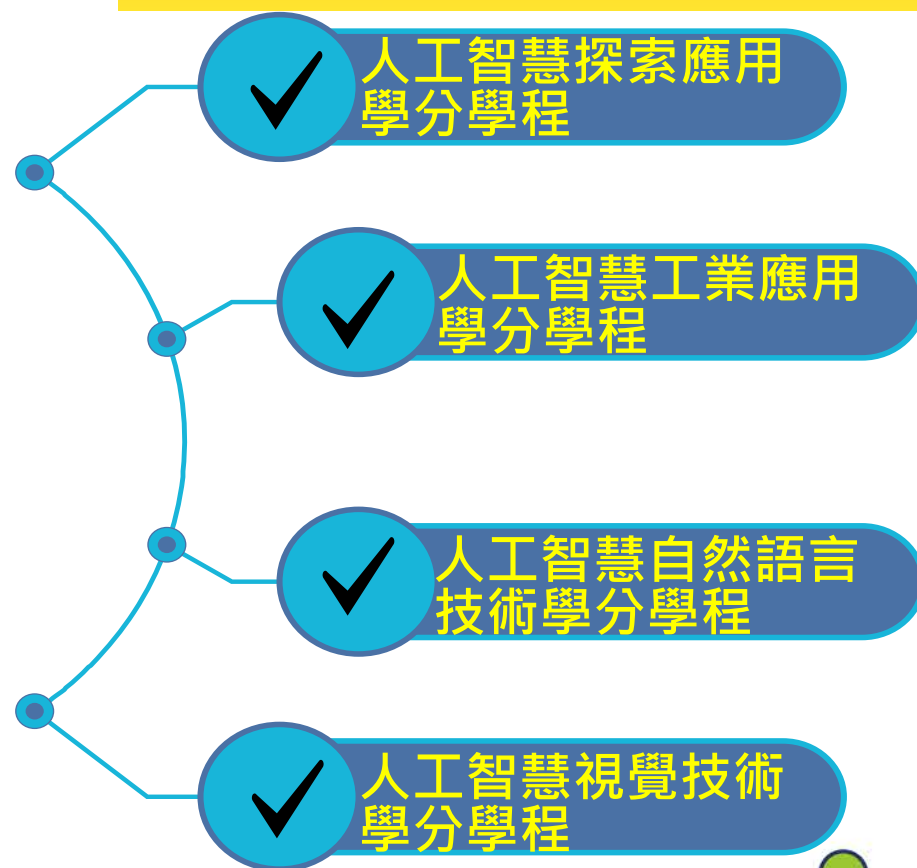 人工智慧探索應用
學分學程
人工智慧工業應用
學分學程
人工智慧自然語言
技術學分學程
人工智慧視覺技術
學分學程